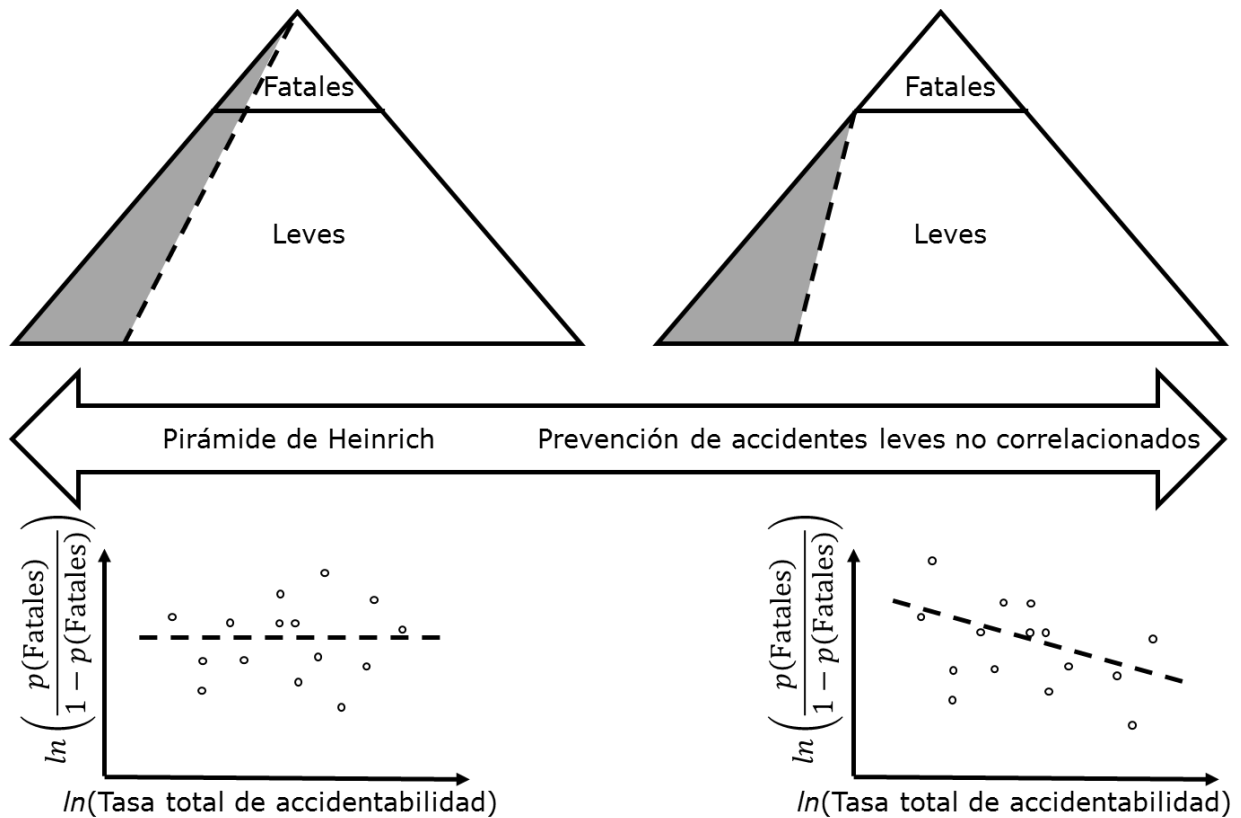 Fatales
Leves
Fatales
Leves
Pirámide de Heinrich
Prevención de accidentes leves no correlacionados
ln(p(Fatales)/1 − p(Fatales))
ln(Tasa total de accidentabilidad)
ln(p(Fatales)/1 − p(Fatales))
ln(Tasa total de accidentabilidad)